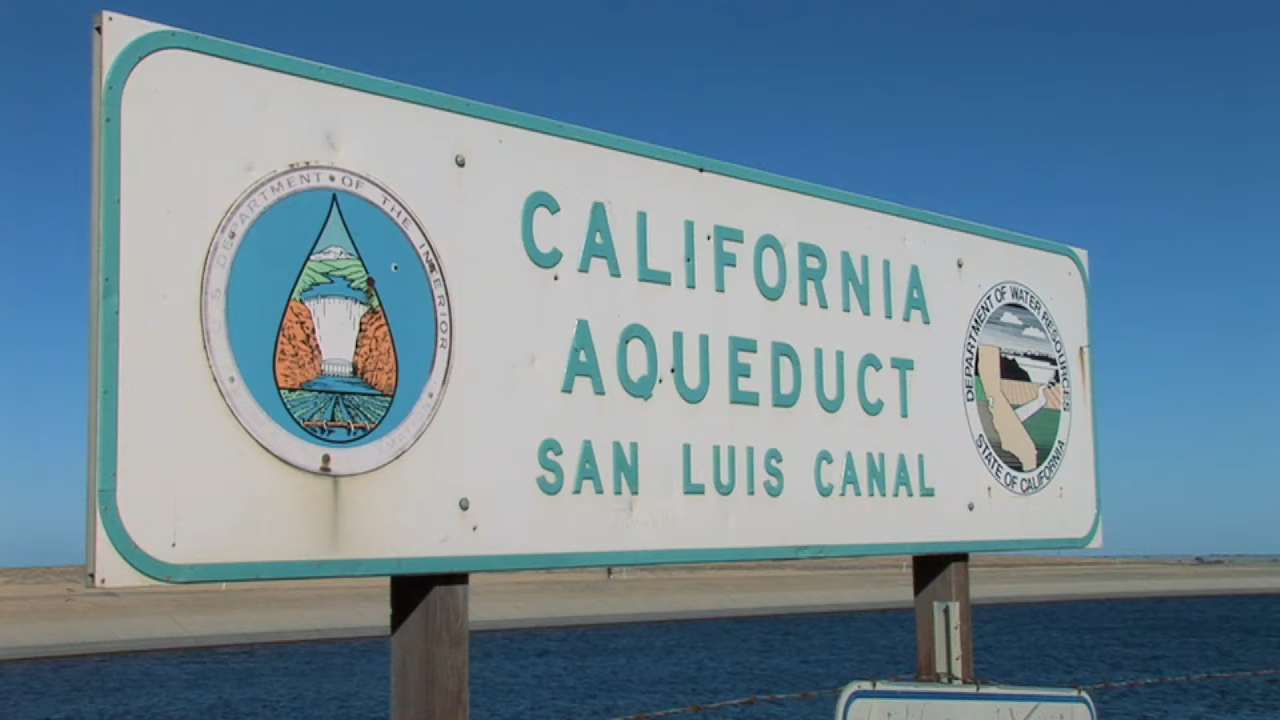 U.S. DEPARTMENT OF THE INTERIOR
CALIFORNIA
AQUEDUCT
SAN LUIS CANAL
DEPARTMENT OF WATER RESOURCES
STATE OF CALIFORNIA